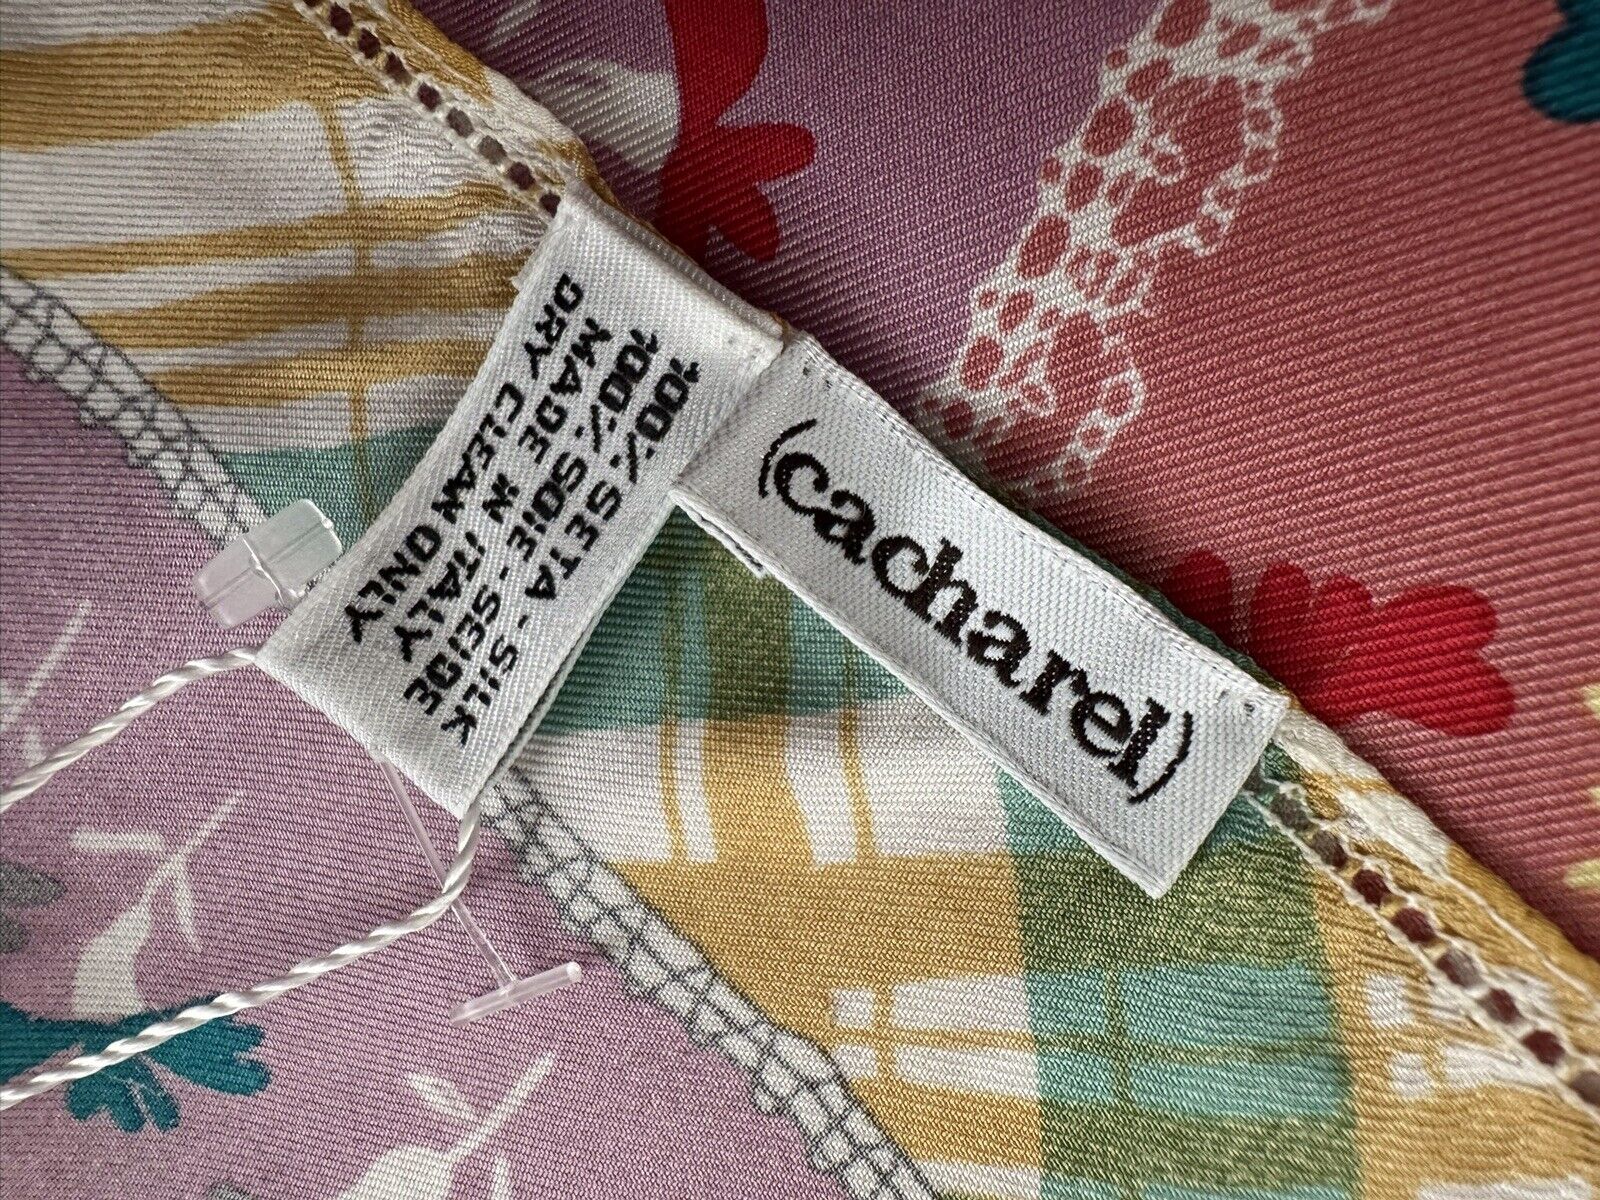 100% SETA - SILK
100% SOIE - SEIDE
MADE IN ITALY
DRY CLEAN ONLY
(cacharel)